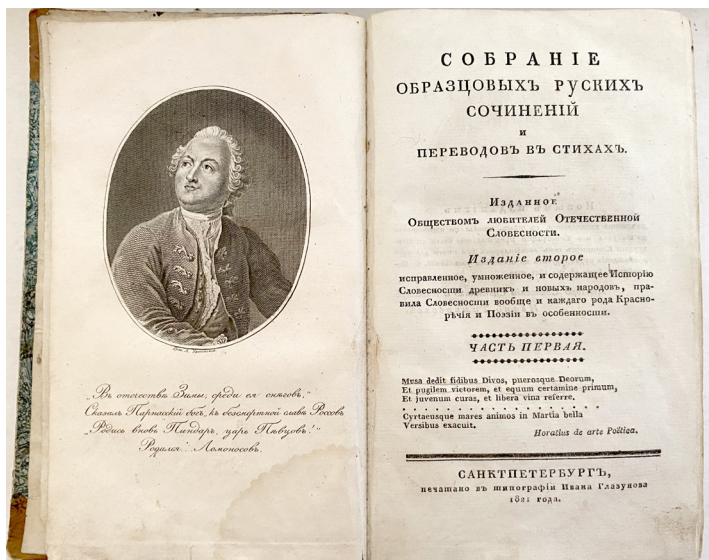 „Въ отечествѣ Зимы, среди ея снѣговъ,“
Сказалъ Парнасскій богъ, къ безсмертной славѣ Россовъ
„Родись вновь Пиндаръ, царь Пѣвцовъ!“
Родился... Ломоносовъ.
СОБРАНІЕ
ОБРАЗЦОВЫХЪ РУСКИХЪ
СОЧИНЕНІЙ
И
ПЕРЕВОДОВЪ ВЪ СТИХАХЪ.
Изданное
Обществомъ любителей Отечественной
Словесности.
Изданіе второе
исправленное, умноженное, и содержащее Исторію
Словесности древнихъ и новыхъ народовъ, пра-
вила Словесности вообще и каждаго рода Красно-
рѣчія и Поэзіи въ особенности.
ЧАСТЬ ПЕРВАЯ.
Musa dedit fidibus Divos, puerosque Deorum,
Et pugilem victorem, et equum certamine primum,
Et juvenum curas, et libera vina referre.
. . . . . . . . . . . . . . . . . . . . .
Cyrtaeusque mares animos in Martia bella
Versibus exacuit.
Horatius de arte Poëtica.
САНКТПЕТЕРБУРГЪ,
печатано въ типографіи Ивана Глазунова
1821 года.